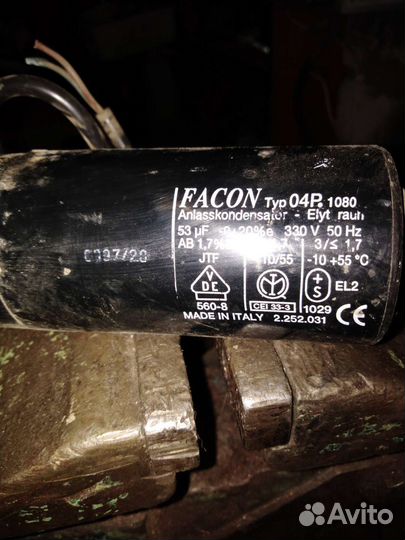 FACON Typ 04P. 1080
Anlasskondensator - Elyt rauh
53 µF 20% 330 V 50 Hz
AB 1,7% 3/≤ 1,7
JTF 10/55 -10 +55°C
VDE EL2
560-8 CEI 33-3 1029 CE
MADE IN ITALY 2.252.031
Avito